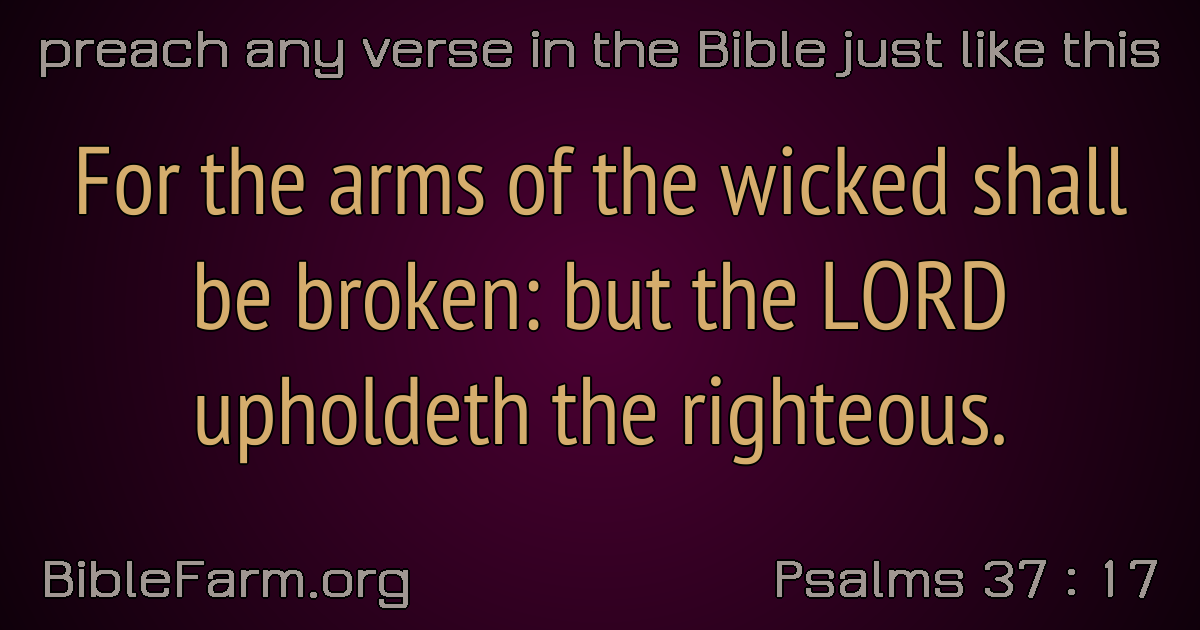 preach any verse in the Bible just like this
For the arms of the wicked shall
be broken: but the LORD
upholdeth the righteous.
BibleFarm.org
Psalms 37 : 17